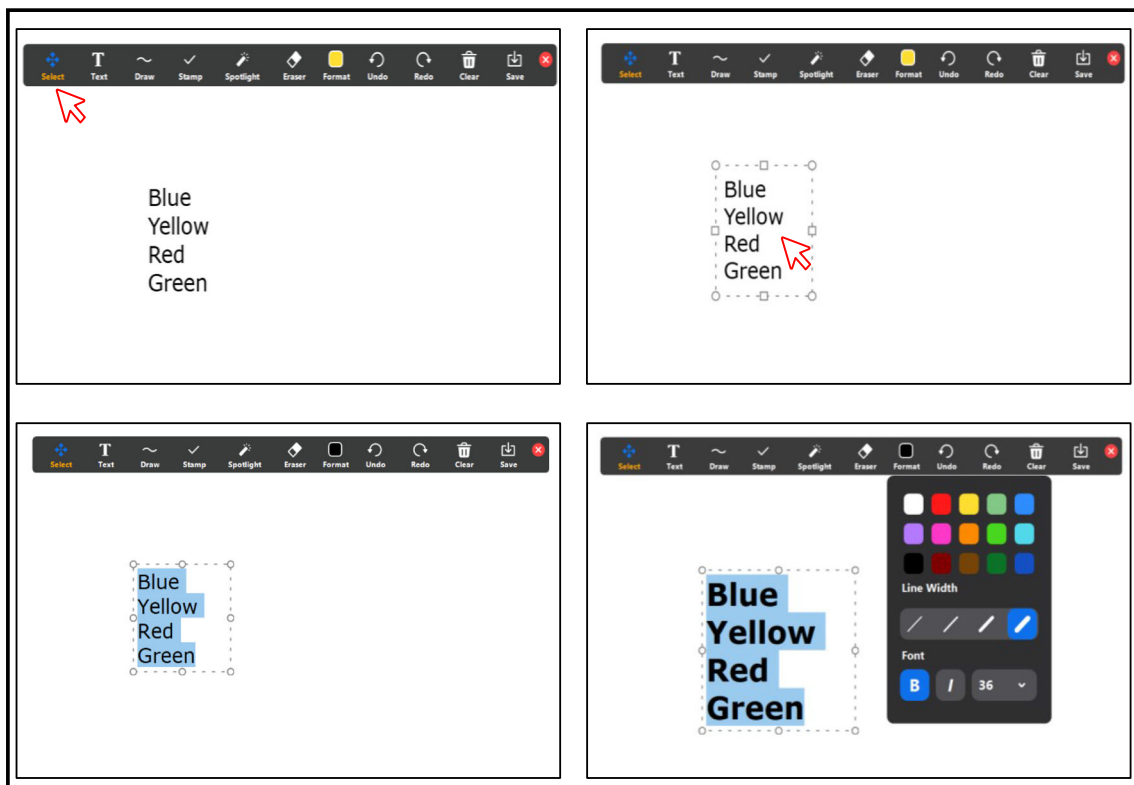 Select Text Draw Stamp Spotlight Eraser Format Undo Redo Clear Save
Blue
Yellow
Red
Green
Select Text Draw Stamp Spotlight Eraser Format Undo Redo Clear Save
Blue
Yellow
Red
Green
Select Text Draw Stamp Spotlight Eraser Format Undo Redo Clear Save
Blue
Yellow
Red
Green
Select Text Draw Stamp Spotlight Eraser Format Undo Redo Clear Save
Blue
Yellow
Red
Green
Line Width
Font
B I 36